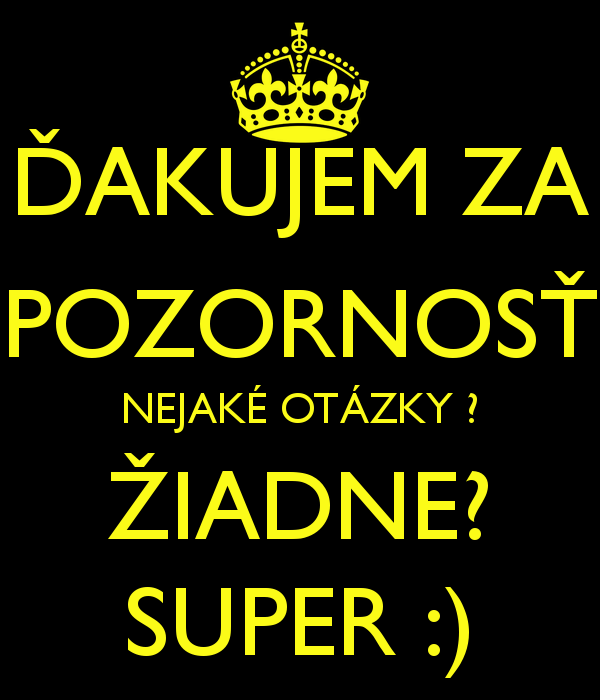 ĎAKUJEM ZA
POZORNOSŤ
NEJAKÉ OTÁZKY ?
ŽIADNE?
SUPER :)